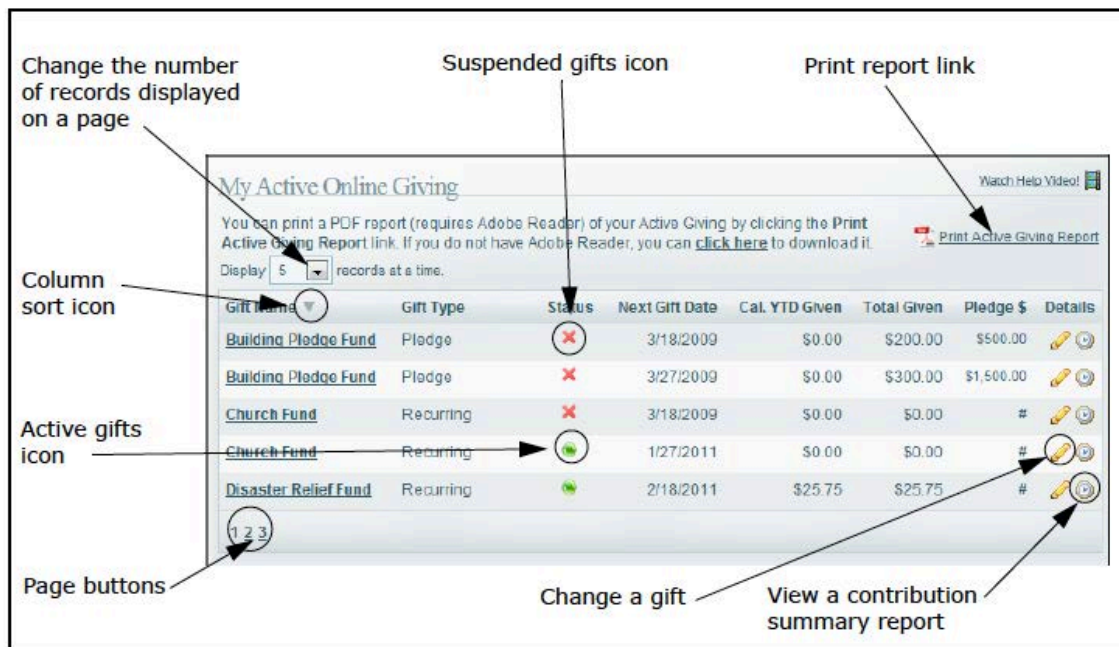 Change the number
of records displayed
on a page
Suspended gifts icon
Print report link
My Active Online Giving
Watch Help Video!
You can print a PDF report (requires Adobe Reader) of your Active Giving by clicking the Print
Active Giving Report link. If you do not have Adobe Reader, you can click here to download it.
Print Active Giving Report
Display 5 records at a time.
Column
sort icon
Gift Name Gift Type Status Next Gift Date Cal. YTD Given Total Given Pledge $ Details
Building Pledge Fund Pledge 3/18/2009 $0.00 $200.00 $500.00
Building Pledge Fund Pledge 3/27/2009 $0.00 $300.00 $1,500.00
Church Fund Recurring 3/18/2009 $0.00 $0.00 #
Active gifts
icon
Church Fund Recurring 1/27/2011 $0.00 $0.00 #
Disaster Relief Fund Recurring 2/18/2011 $25.75 $25.75 #
1 2 3
Page buttons
Change a gift
View a contribution
summary report